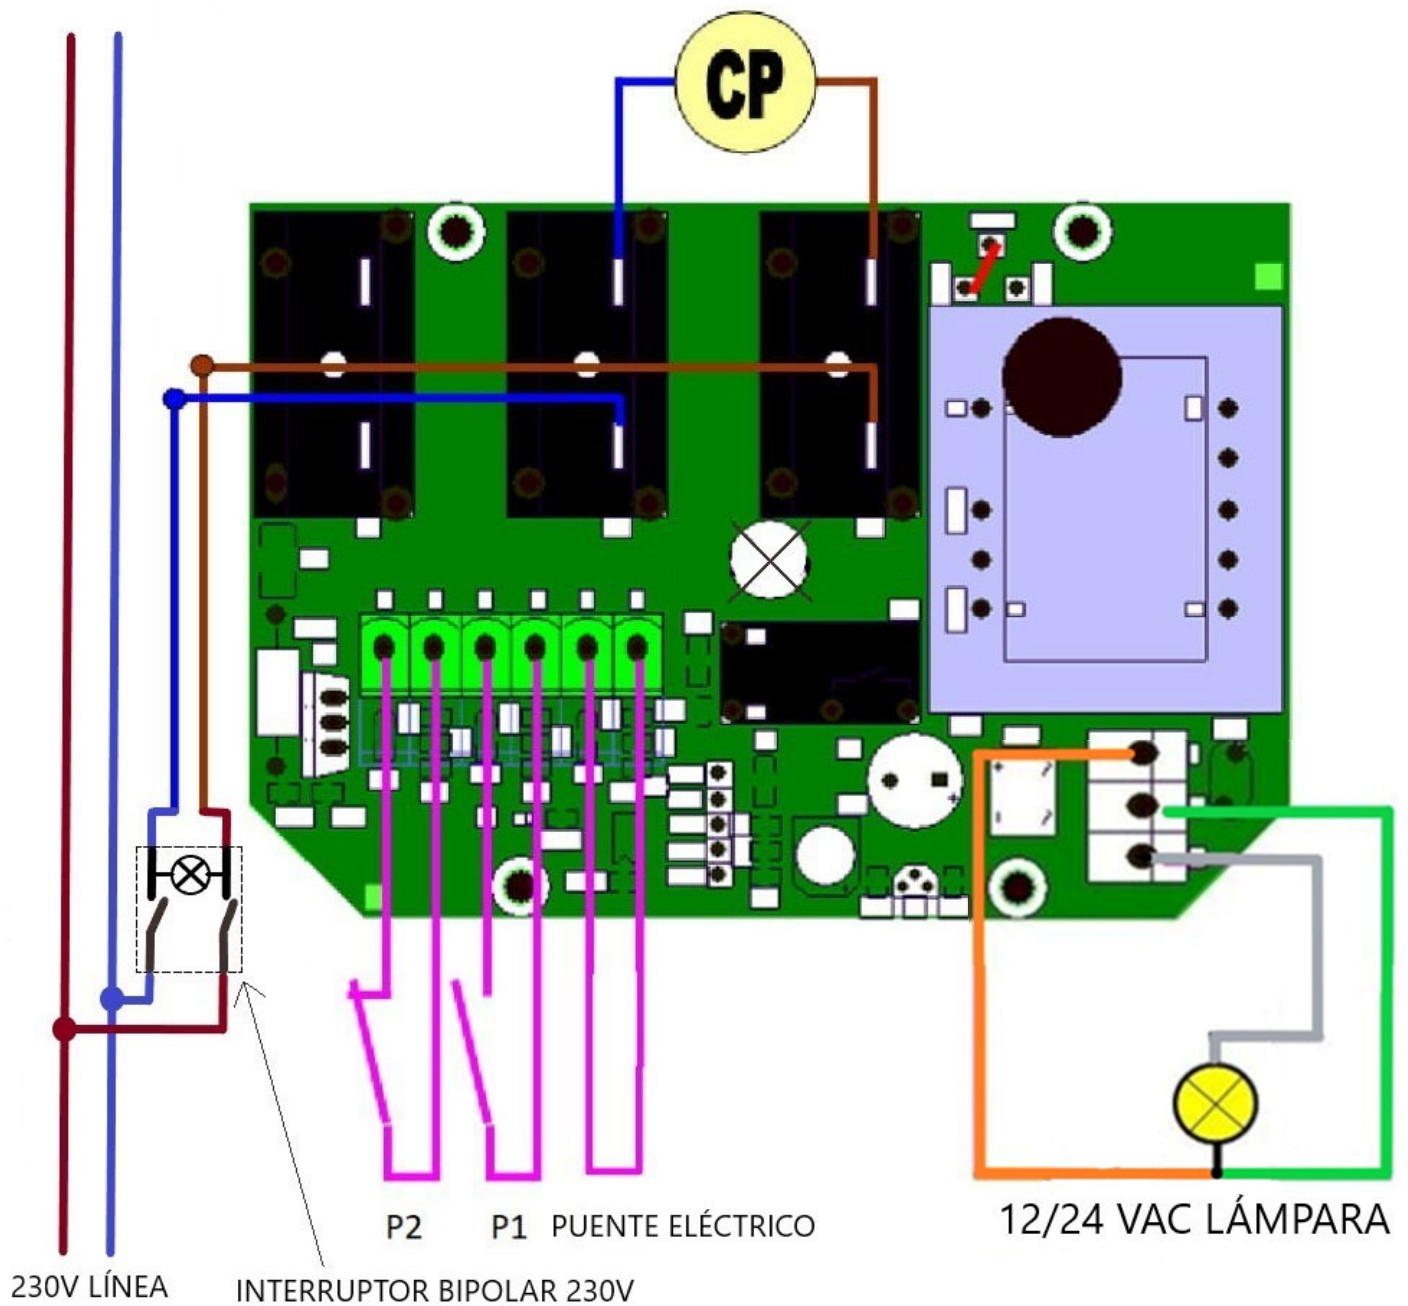 CP
P2
P1
PUENTE ELÉCTRICO
12/24 VAC LÁMPARA
230V LÍNEA
INTERRUPTOR BIPOLAR 230V